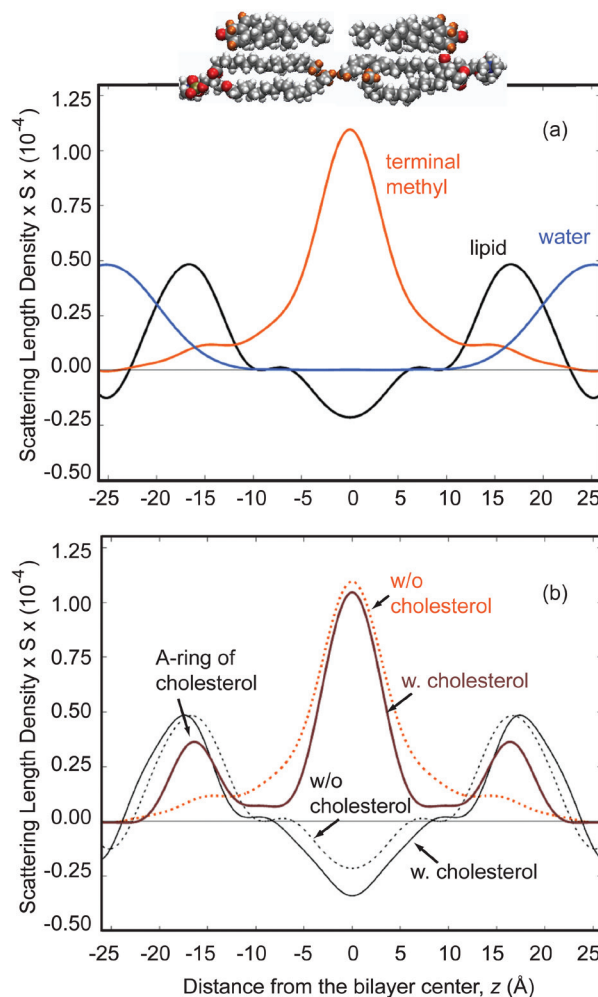 (a)
1.25
1.00
0.75
0.50
0.25
0.00
-0.25
-0.50
Scattering Length Density x S x (10⁻⁴)
terminal
methyl
lipid
water
-25 -20 -15 -10 -5 0 5 10 15 20 25
(b)
1.25
1.00
0.75
0.50
0.25
0.00
-0.25
-0.50
Scattering Length Density x S x (10⁻⁴)
w/o
cholesterol
A-ring of
cholesterol
w. cholesterol
w/o
cholesterol
w. cholesterol
-25 -20 -15 -10 -5 0 5 10 15 20 25
Distance from the bilayer center, z (Å)